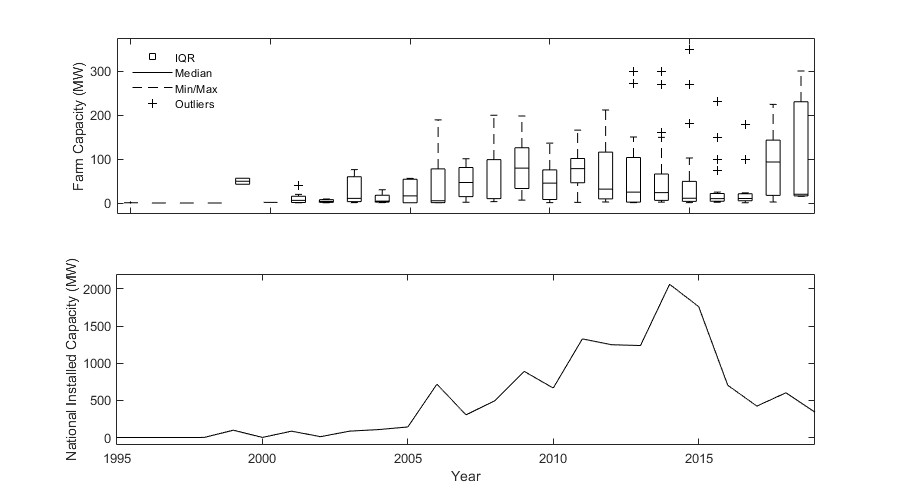 Farm Capacity (MW)
300
200
100
0
IQR
Median
Min/Max
Outliers
National Installed Capacity (MW)
2000
1500
1000
500
0
1995
2000
2005
2010
2015
Year